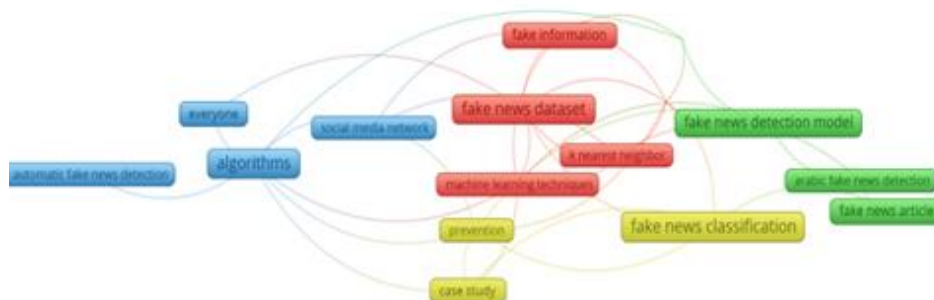 fake information
fake news dataset
everyone
social media network
fake news detection model
algorithms
k nearest neighbor
automatic fake news detection
machine learning techniques
arabic fake news detection
fake news article
prevention
fake news classification
case study